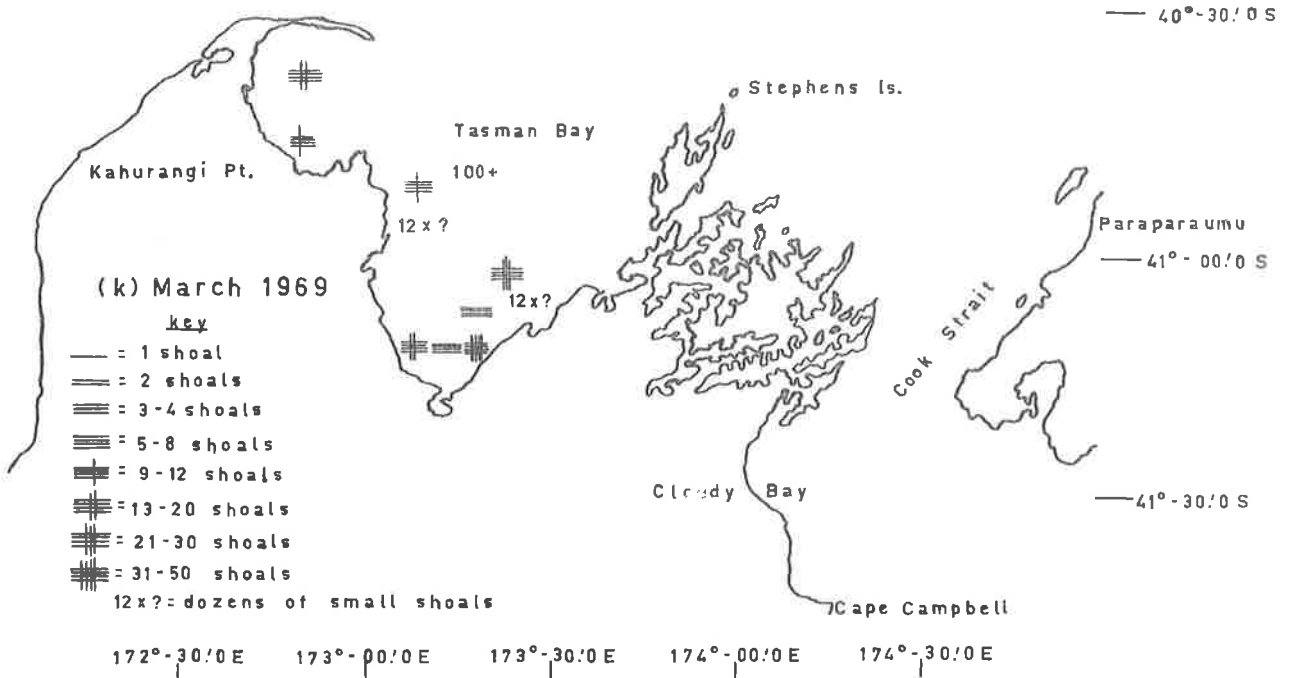 40°-30!0 S
Stephens Is.
Tasman Bay
Kahurangi Pt.
100+
12 x ?
Paraparaumu
41°-00!0 S
(k) March 1969
12 x ?
key
Cook Strait
= 1 shoal
= 2 shoals
= 3-4 shoals
= 5-8 shoals
= 9-12 shoals
= 13-20 shoals
= 21-30 shoals
= 31-50 shoals
12 x ? = dozens of small shoals
Cloudy Bay
41°-30!0 S
Cape Campbell
172°-30!0 E 173°-00!0 E 173°-30!0 E 174°-00!0 E 174°-30!0 E